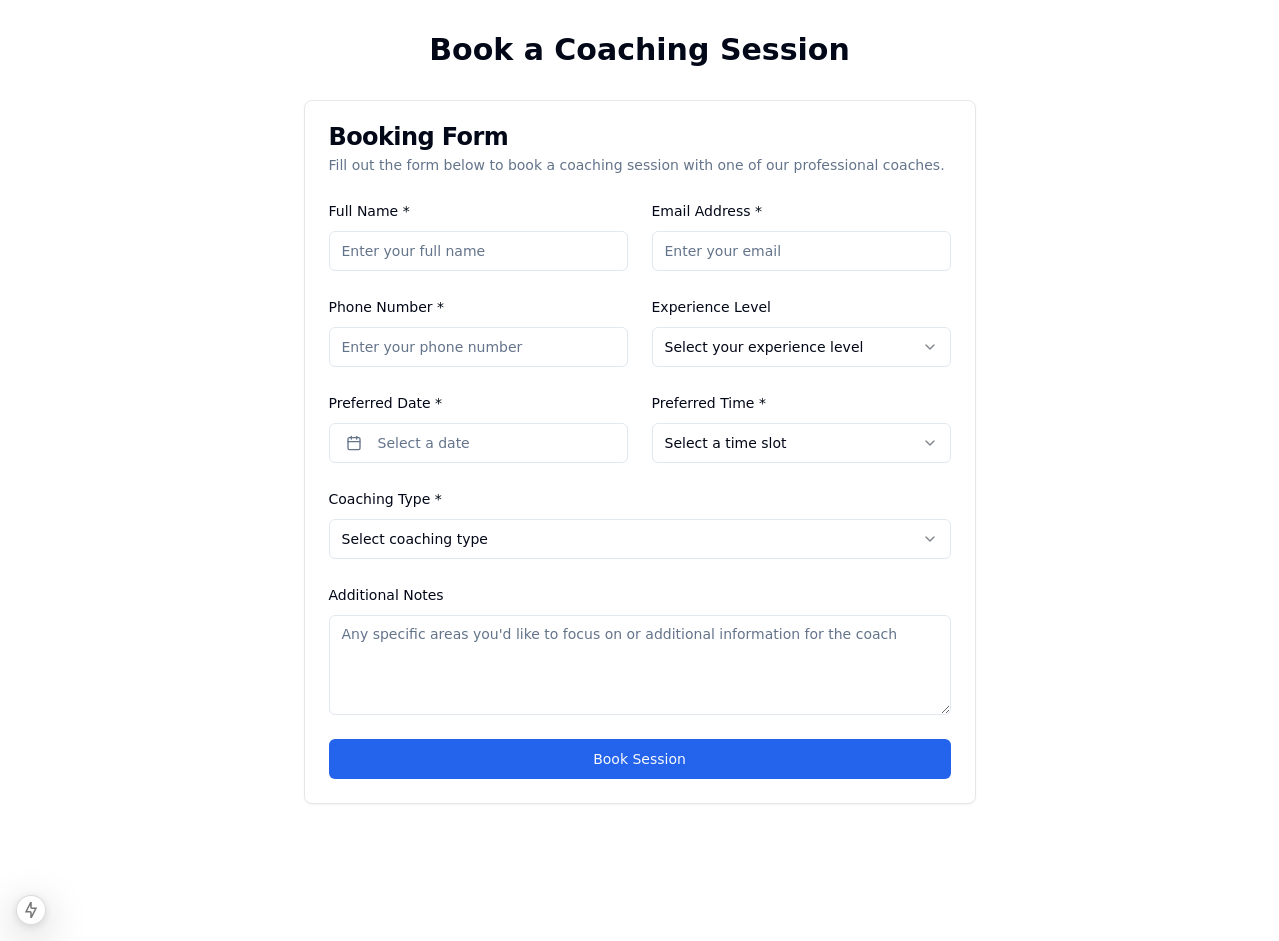 Book a Coaching Session
Booking Form
Fill out the form below to book a coaching session with one of our professional coaches.
Full Name *
Email Address *
Enter your full name
Enter your email
Phone Number *
Experience Level
Enter your phone number
Select your experience level
Preferred Date *
Preferred Time *
Select a date
Select a time slot
Coaching Type *
Select coaching type
Additional Notes
Any specific areas you'd like to focus on or additional information for the coach
Book Session